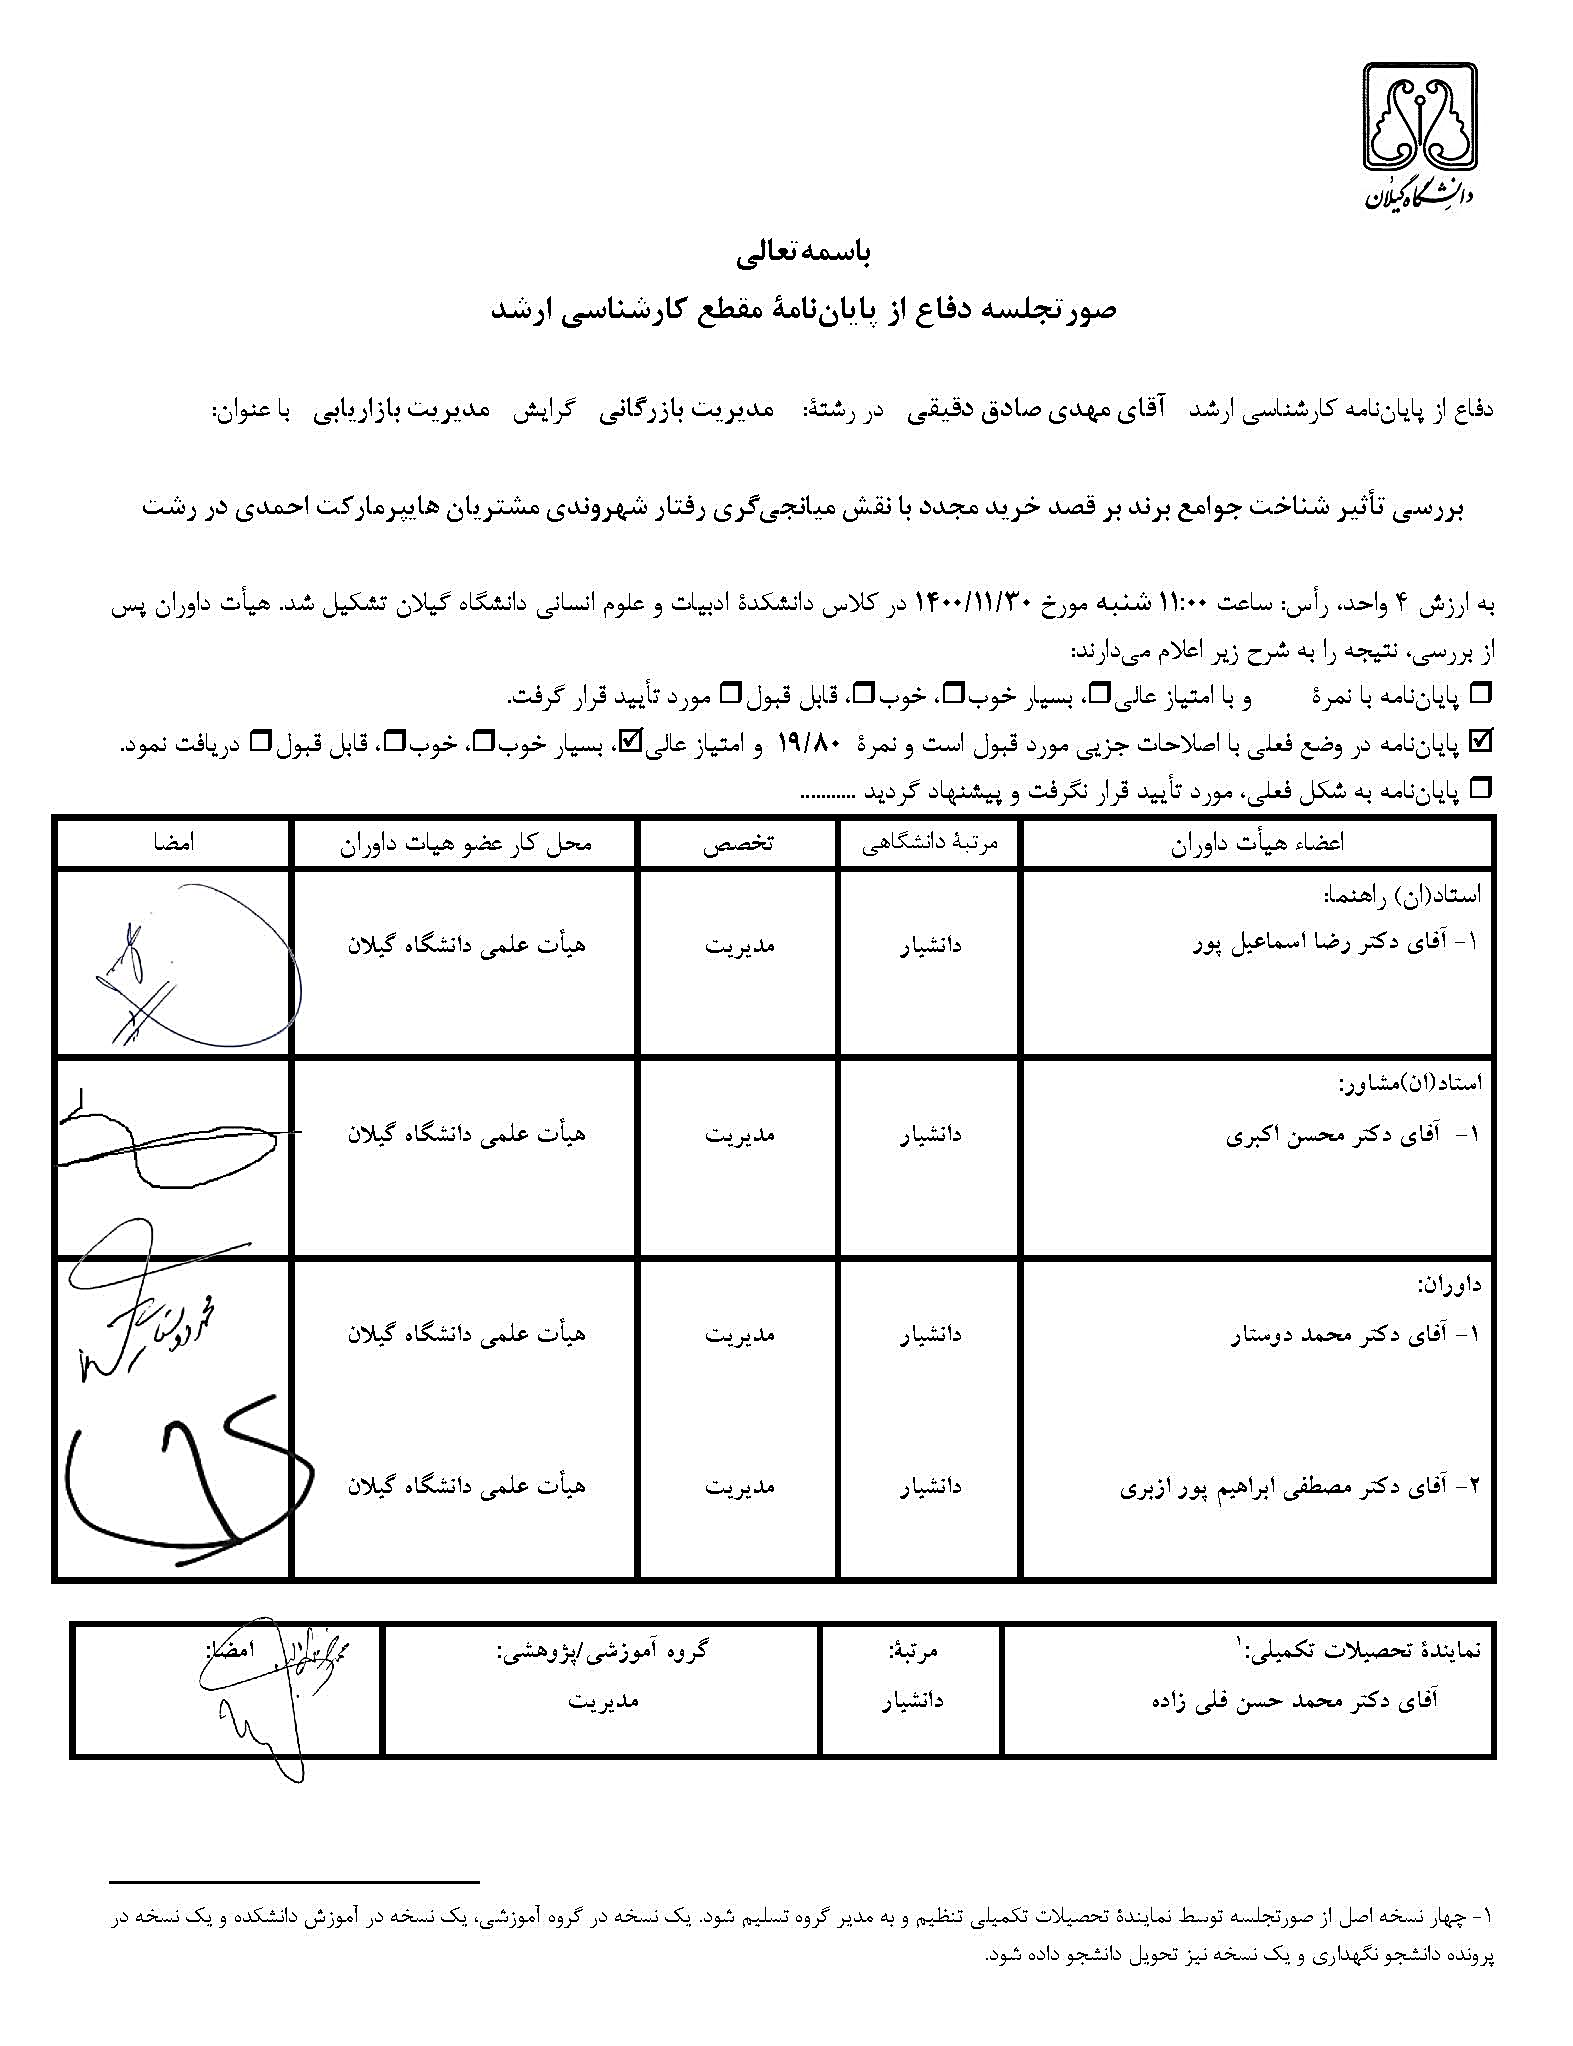 دانشگاه گیلان
باسمه تعالی
صورتجلسه دفاع از پایان‌نامۀ مقطع کارشناسی ارشد
دفاع از پایان‌نامه کارشناسی ارشد آقای مهدی صادق دقیقی در رشتۀ: مدیریت بازرگانی گرایش مدیریت بازاریابی با عنوان:
بررسی تأثیر شناخت جوامع برند بر قصد خرید مجدد با نقش میانجی‌گری رفتار شهروندی مشتریان هایپرمارکت احمدی در رشت
به ارزش ۴ واحد، رأس: ساعت ۱۱:۰۰ شنبه مورخ ۱۴۰۰/۱۱/۳۰ در کلاس دانشکدۀ ادبیات و علوم انسانی دانشگاه گیلان تشکیل شد. هیأت داوران پس
از بررسی، نتیجه را به شرح زیر اعلام می‌دارند:
❐ پایان‌نامه با نمرۀ و با امتیاز عالی❐، بسیار خوب❐، خوب❐، قابل قبول❐ مورد تأیید قرار گرفت.
☑ پایان‌نامه در وضع فعلی با اصلاحات جزیی مورد قبول است و نمرۀ ۱۹/۸۰ و امتیاز عالی☑، بسیار خوب❐، خوب❐، قابل قبول❐ دریافت نمود.
❐ پایان‌نامه به شکل فعلی، مورد تأیید قرار نگرفت و پیشنهاد گردید ...........
اعضاء هیأت داوران مرتبۀ دانشگاهی تخصص محل کار عضو هیات داوران امضا
استاد(ان) راهنما:
۱- آقای دکتر رضا اسماعیل پور دانشیار مدیریت هیأت علمی دانشگاه گیلان
استاد(ان)مشاور:
۱- آقای دکتر محسن اکبری دانشیار مدیریت هیأت علمی دانشگاه گیلان
داوران:
۱- آقای دکتر محمد دوستار دانشیار مدیریت هیأت علمی دانشگاه گیلان
محمد دوستار
۲- آقای دکتر مصطفی ابراهیم پور ازبری دانشیار مدیریت هیأت علمی دانشگاه گیلان
نمایندۀ تحصیلات تکمیلی:۱ مرتبۀ: گروه آموزشی/پژوهشی: امضا:
آقای دکتر محمد حسن قلی زاده دانشیار مدیریت
۱- چهار نسخه اصل از صورتجلسه توسط نمایندۀ تحصیلات تکمیلی تنظیم و به مدیر گروه تسلیم شود. یک نسخه در گروه آموزشی، یک نسخه در آموزش دانشکده و یک نسخه در
پرونده دانشجو نگهداری و یک نسخه نیز تحویل دانشجو داده شود.